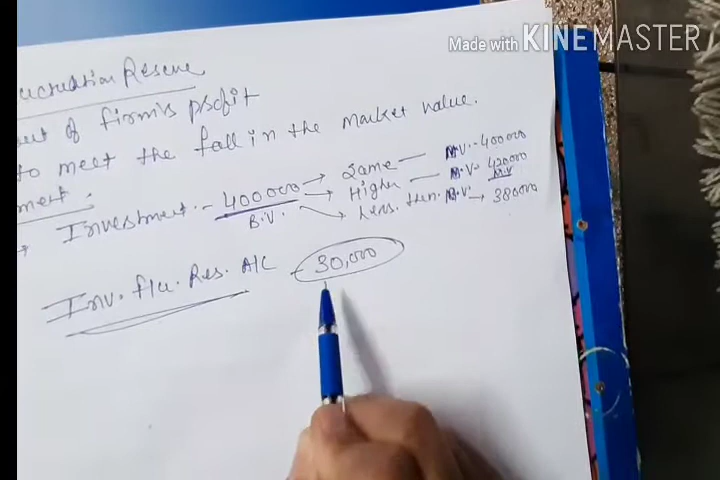 Made with KINEMASTER
uctuation Reserve
out of firm's profit
to meet the fall in the market value.
ment.
Investment. - 400000 → Same — M.V. - 400000
B.V. → Higher — M.V. 420000
→ Less. then. M.V.
B.V. → 380000
Inv. flu. Res. A/C - 30,000